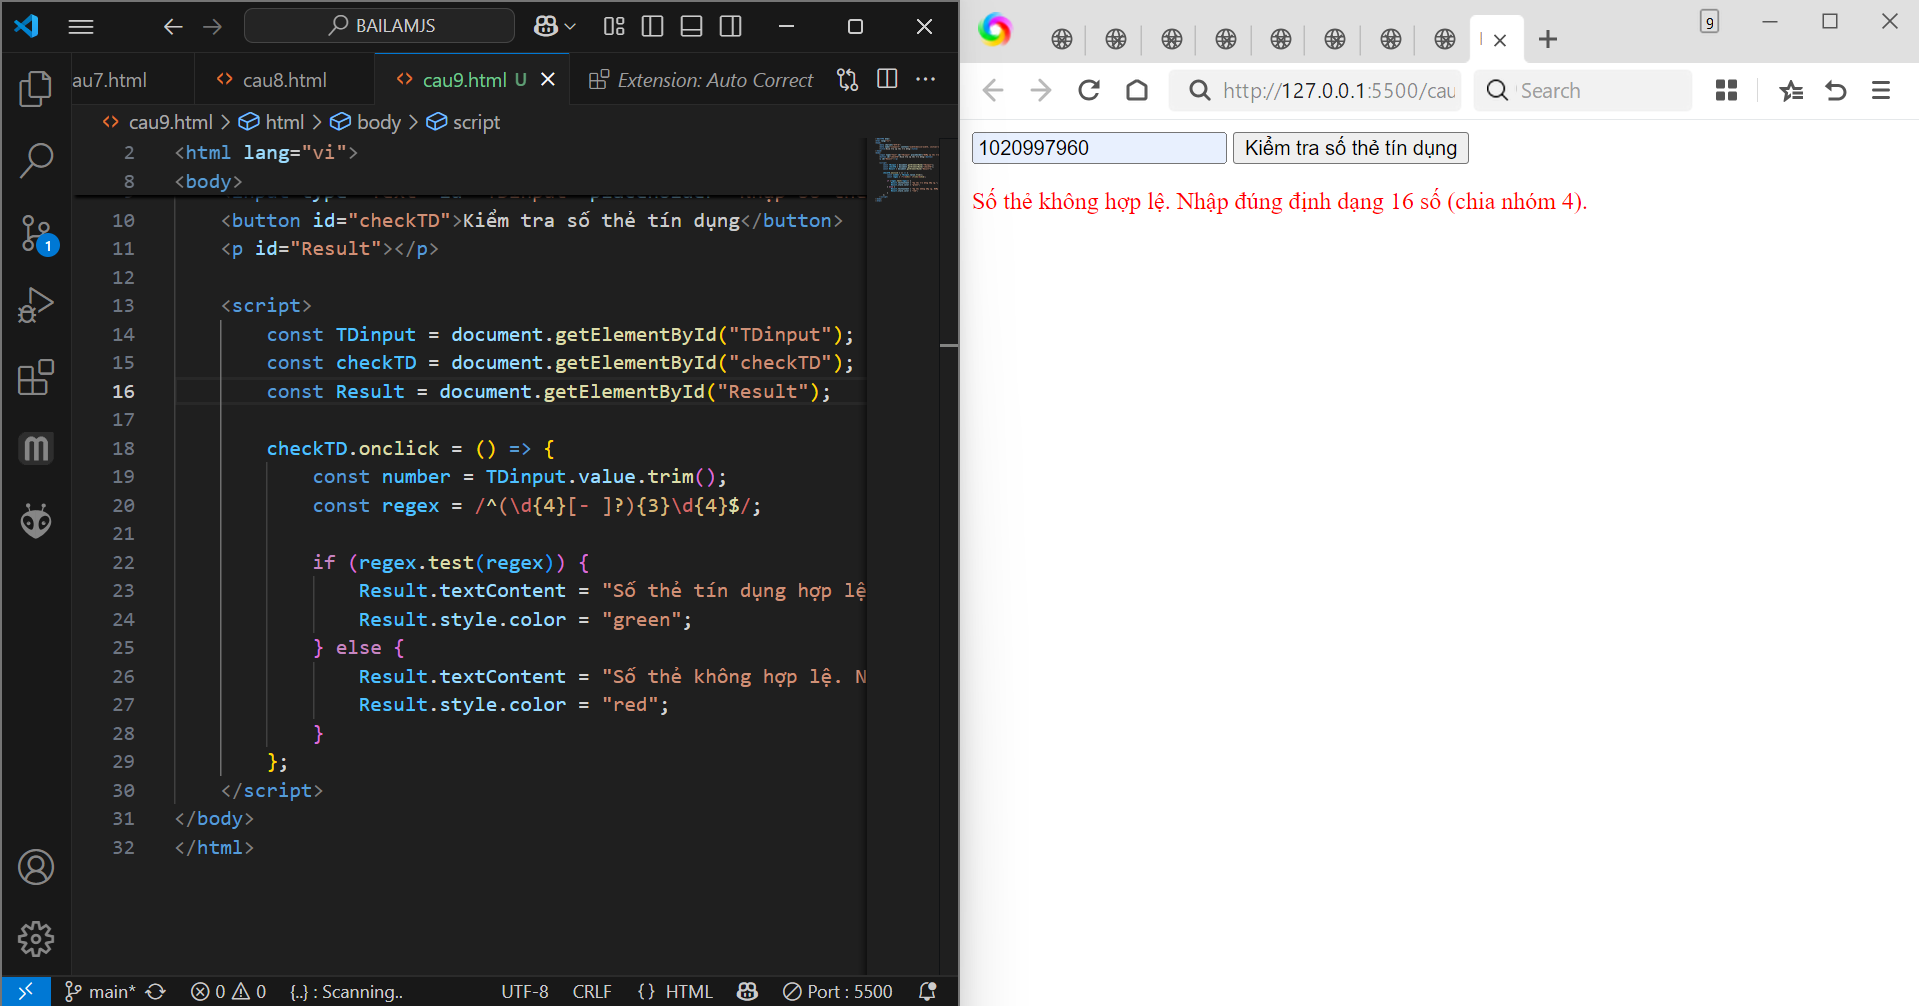 BAILAMJS
au7.html
cau8.html
cau9.html U
Extension: Auto Correct
cau9.html > html > body > script
2 <html lang="vi">
8 <body>
10 <button id="checkTD">Kiểm tra số thẻ tín dụng</button>
11 <p id="Result"></p>
12
13 <script>
14 const TDinput = document.getElementById("TDinput");
15 const checkTD = document.getElementById("checkTD");
16 const Result = document.getElementById("Result");
17
18 checkTD.onclick = () => {
19 const number = TDinput.value.trim();
20 const regex = /^(\d{4}[- ]?){3}\d{4}$/;
21
22 if (regex.test(regex)) {
23 Result.textContent = "Số thẻ tín dụng hợp lệ
24 Result.style.color = "green";
25 } else {
26 Result.textContent = "Số thẻ không hợp lệ. N
27 Result.style.color = "red";
28 }
29 };
30 </script>
31 </body>
32 </html>
1
main* 0 0 {..} : Scanning.. UTF-8 CRLF {} HTML Port : 5500
9
http://127.0.0.1:5500/cau
Search
1020997960
Kiểm tra số thẻ tín dụng
Số thẻ không hợp lệ. Nhập đúng định dạng 16 số (chia nhóm 4).